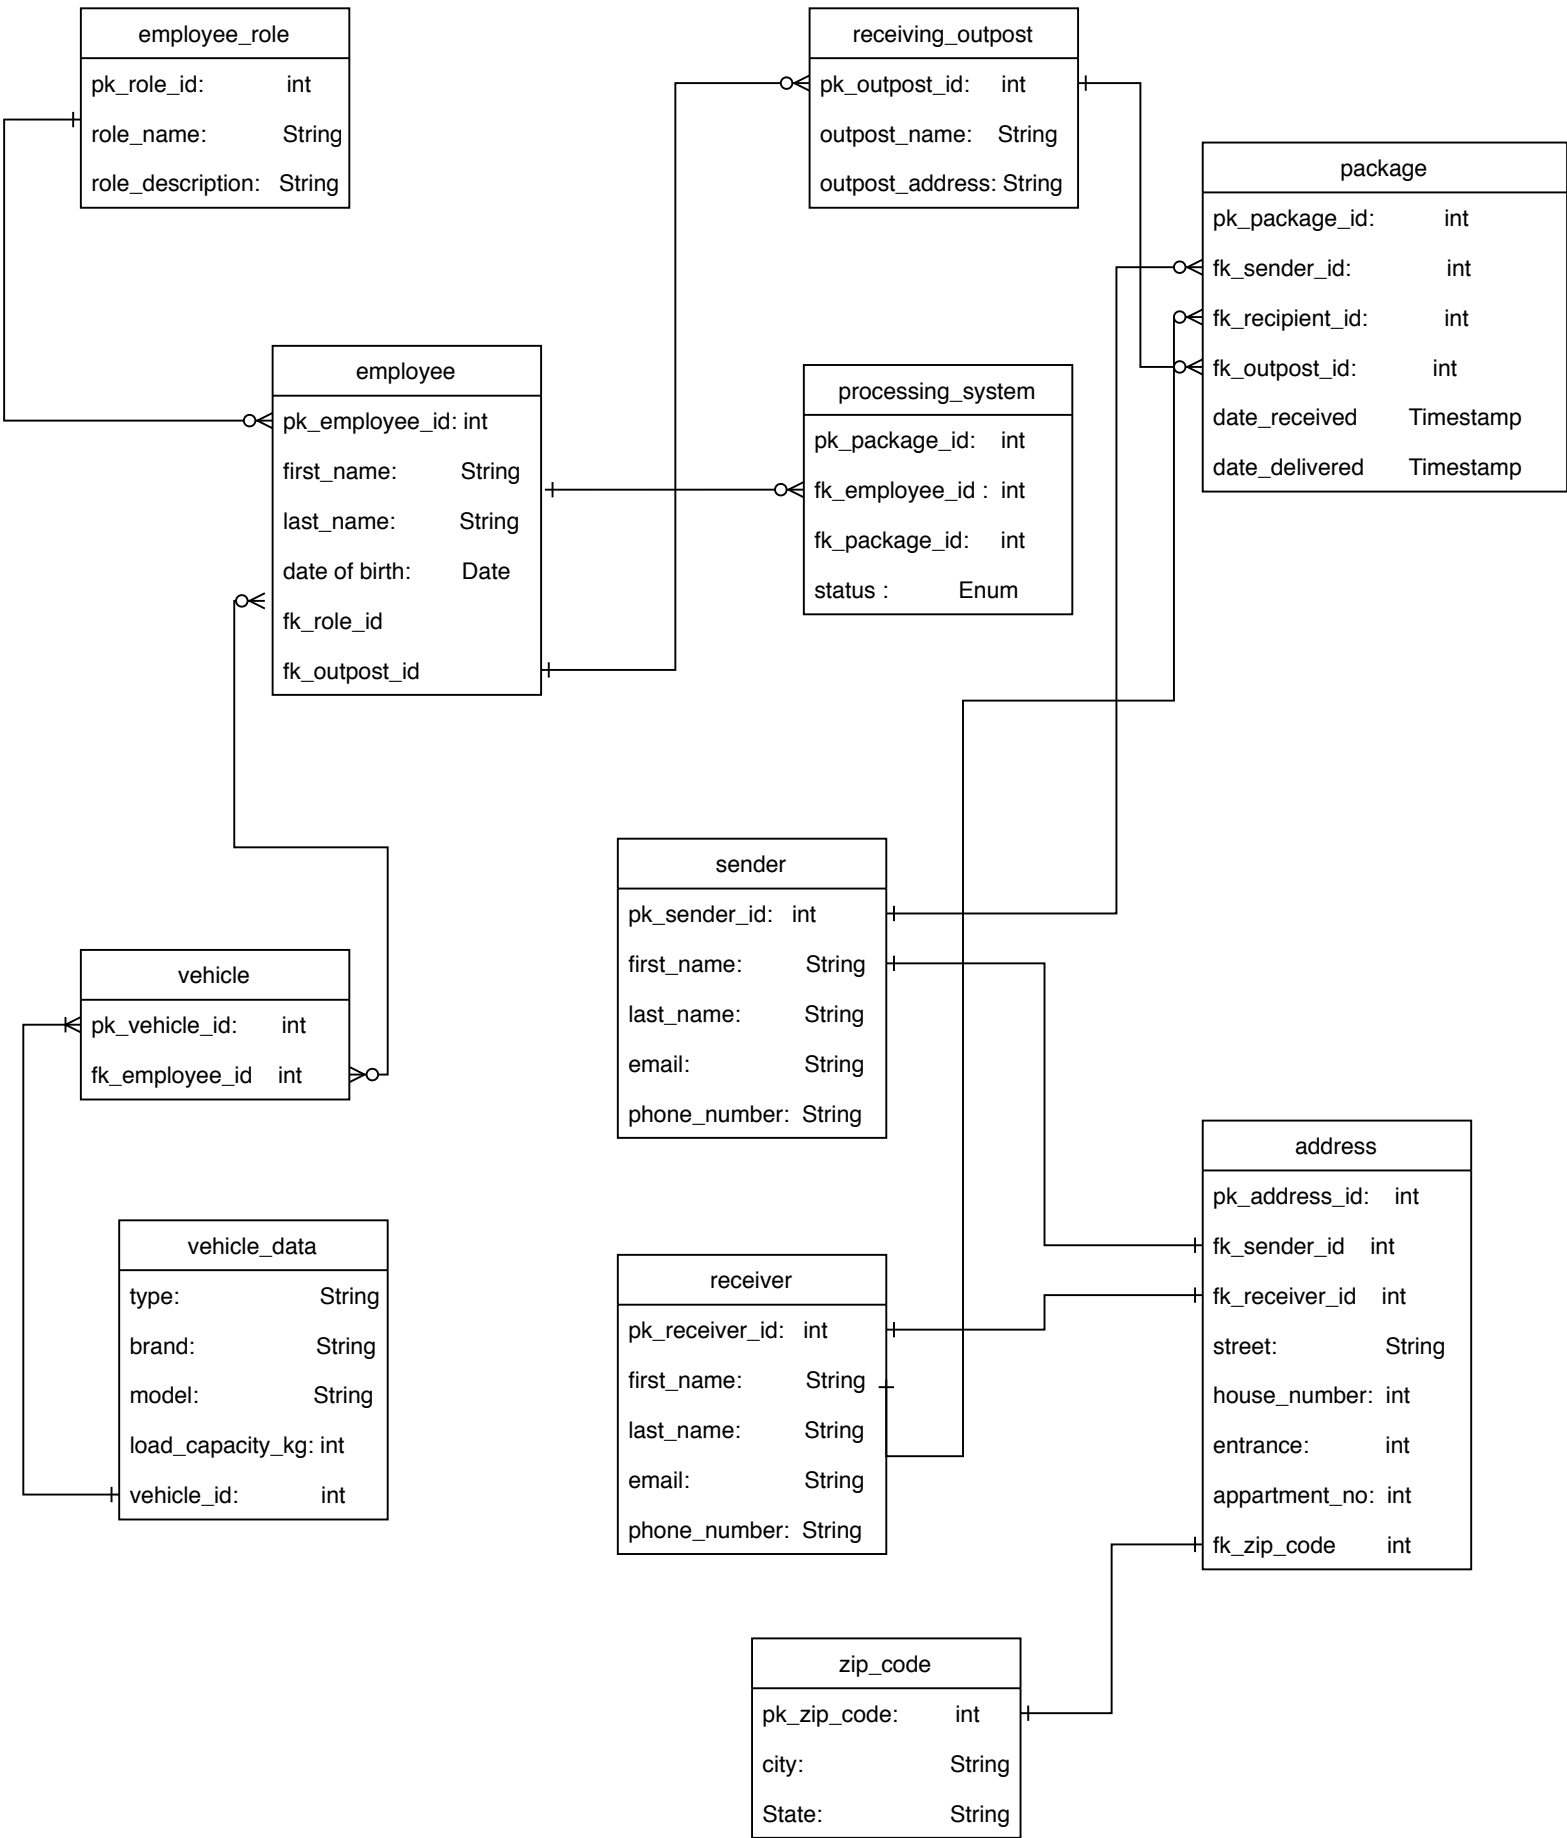 employee_role
pk_role_id: int
role_name: String
role_description: String
receiving_outpost
pk_outpost_id: int
outpost_name: String
outpost_address: String
package
pk_package_id: int
fk_sender_id: int
fk_recipient_id: int
fk_outpost_id: int
date_received Timestamp
date_delivered Timestamp
employee
pk_employee_id: int
first_name: String
last_name: String
date of birth: Date
fk_role_id
fk_outpost_id
processing_system
pk_package_id: int
fk_employee_id : int
fk_package_id: int
status : Enum
sender
pk_sender_id: int
first_name: String
last_name: String
email: String
phone_number: String
vehicle
pk_vehicle_id: int
fk_employee_id int
vehicle_data
type: String
brand: String
model: String
load_capacity_kg: int
vehicle_id: int
receiver
pk_receiver_id: int
first_name: String
last_name: String
email: String
phone_number: String
address
pk_address_id: int
fk_sender_id int
fk_receiver_id int
street: String
house_number: int
entrance: int
appartment_no: int
fk_zip_code int
zip_code
pk_zip_code: int
city: String
State: String